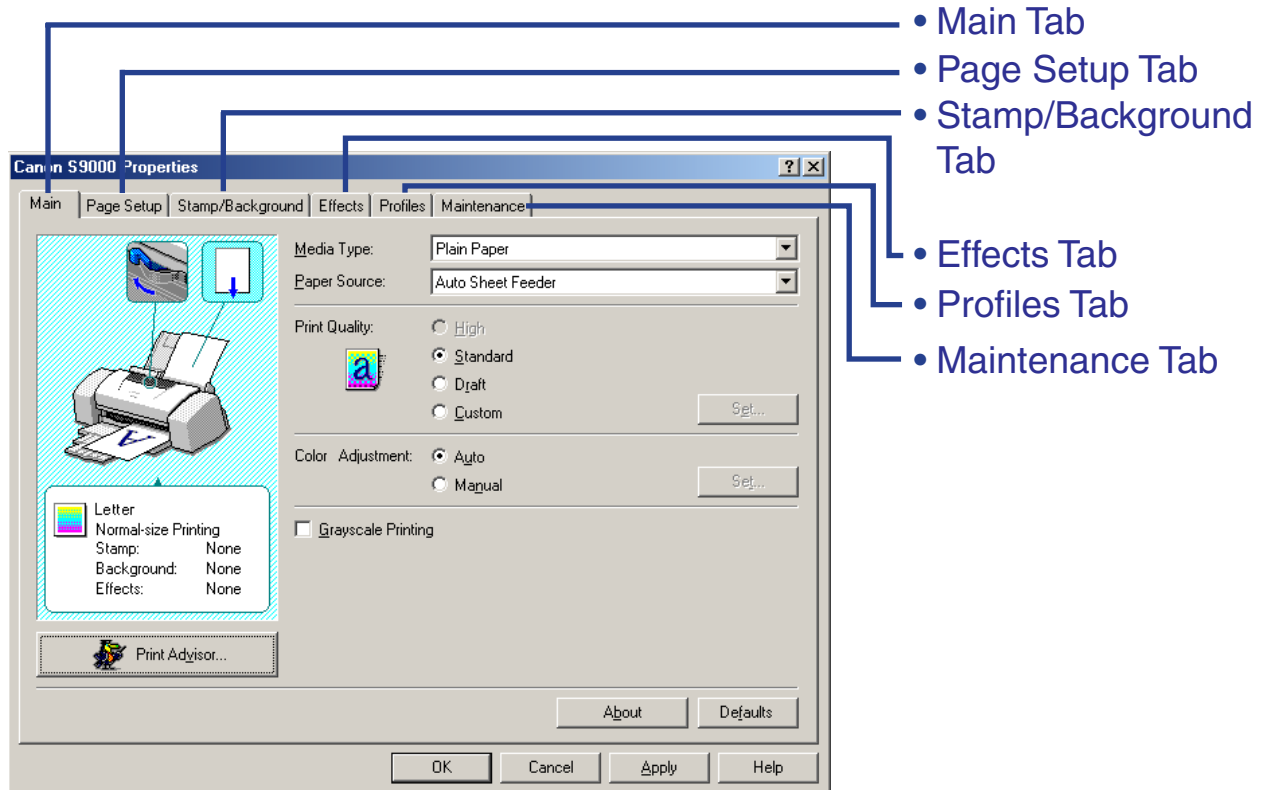 • Main Tab
• Page Setup Tab
• Stamp/Background
Tab
• Effects Tab
• Profiles Tab
• Maintenance Tab
Canon S9000 Properties
Main Page Setup Stamp/Background Effects Profiles Maintenance
Media Type: Plain Paper
Paper Source: Auto Sheet Feeder
Print Quality: High
a Standard
Draft
Custom Set...
Color Adjustment: Auto
Manual Set...
Grayscale Printing
A
Letter
Normal-size Printing
Stamp: None
Background: None
Effects: None
Print Advisor...
About Defaults
OK Cancel Apply Help